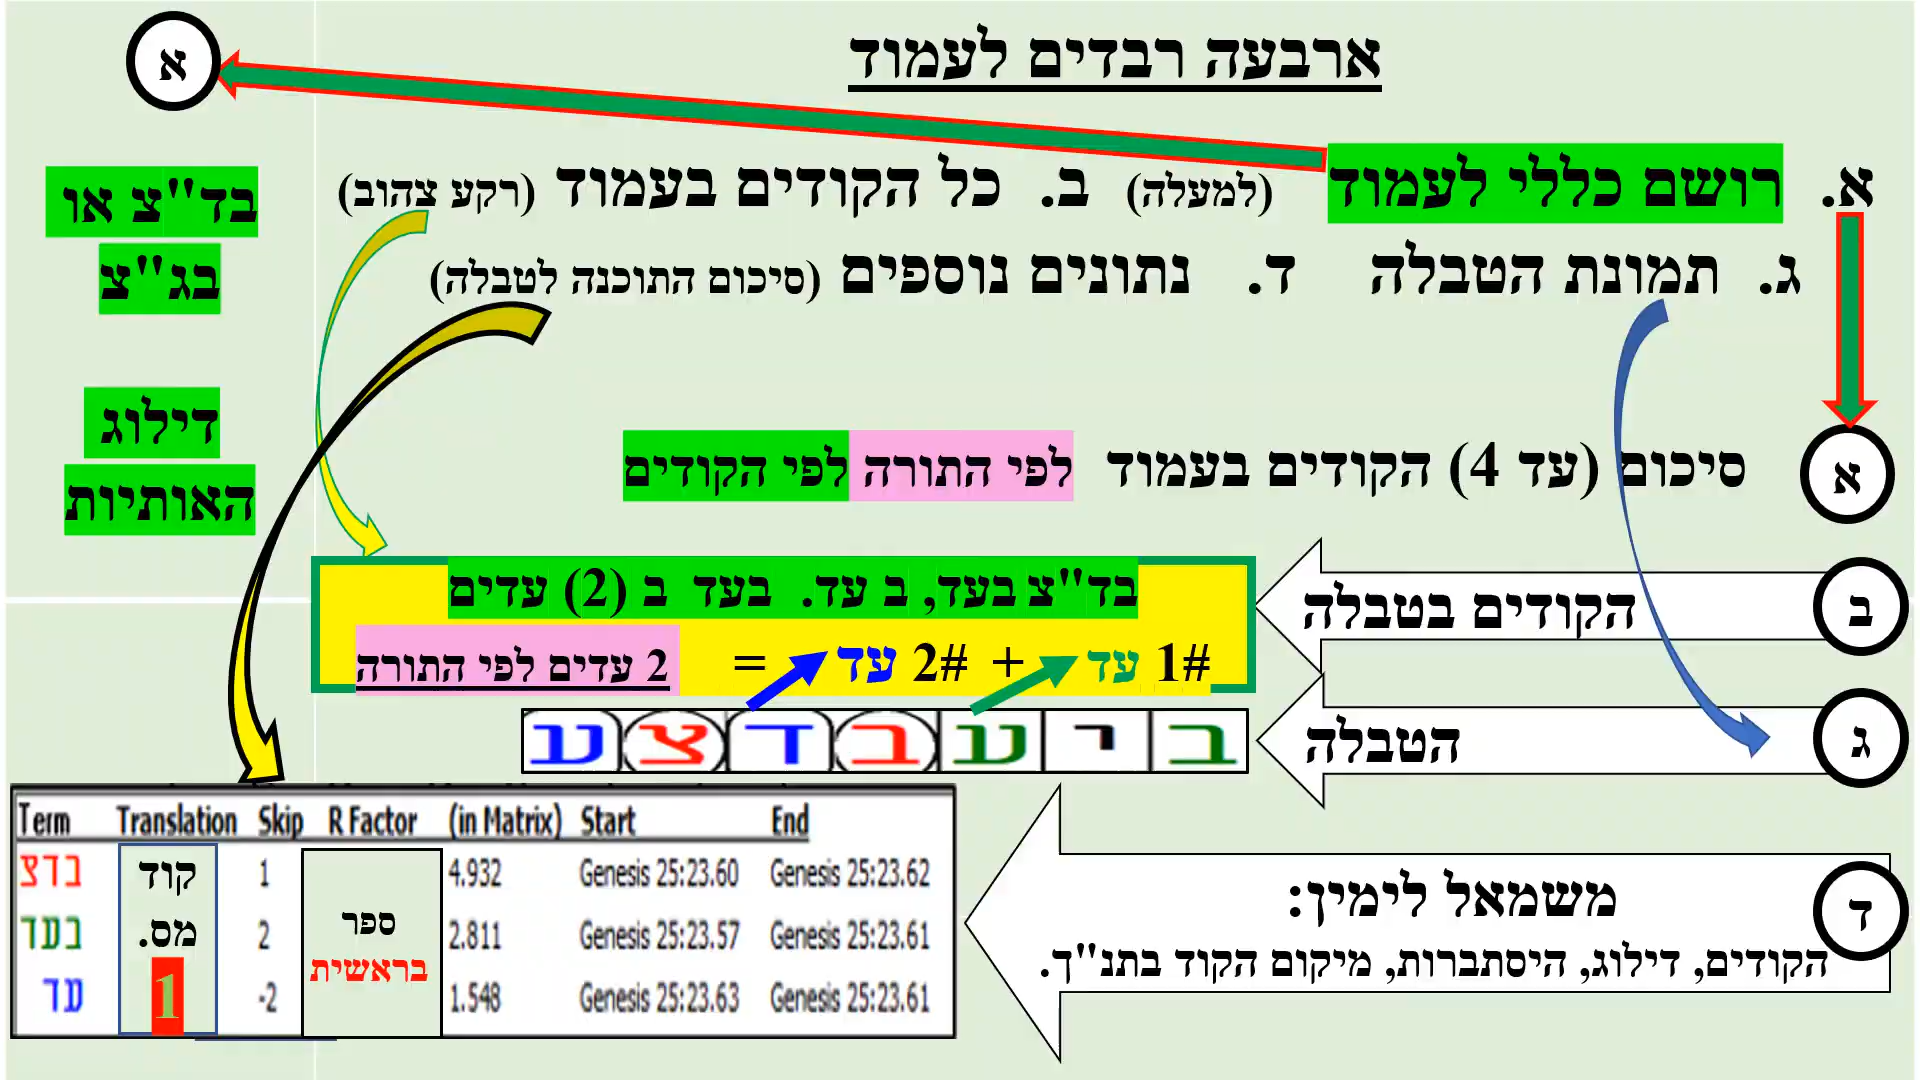 ארבעה רבדים לעמוד
א
א. רושם כללי לעמוד (למעלה) ב. כל הקודים בעמוד (רקע צהוב)
ג. תמונת הטבלה ד. נתונים נוספים (סיכום התוכנה לטבלה)
בד"צ או
בג"צ
דילוג
האותיות
א סיכום (עד 4) הקודים בעמוד לפי התורה לפי הקודים
ב הקודים בטבלה
בד"צ בעד, ב עד. בעד ב (2) עדים
1# עד + 2# עד = 2 עדים לפי התורה
ג הטבלה
ב י ע ב ד צ ע
ד משמאל לימין:
הקודים, דילוג, היסתברות, מיקום הקוד בתנ"ך.
Term Translation Skip R Factor (in Matrix) Start End
בדצ 1 4.932 Genesis 25:23.60 Genesis 25:23.62
בעד 2 2.811 Genesis 25:23.57 Genesis 25:23.61
עד -2 1.548 Genesis 25:23.63 Genesis 25:23.61
קוד
מס.
1
ספר
בראשית